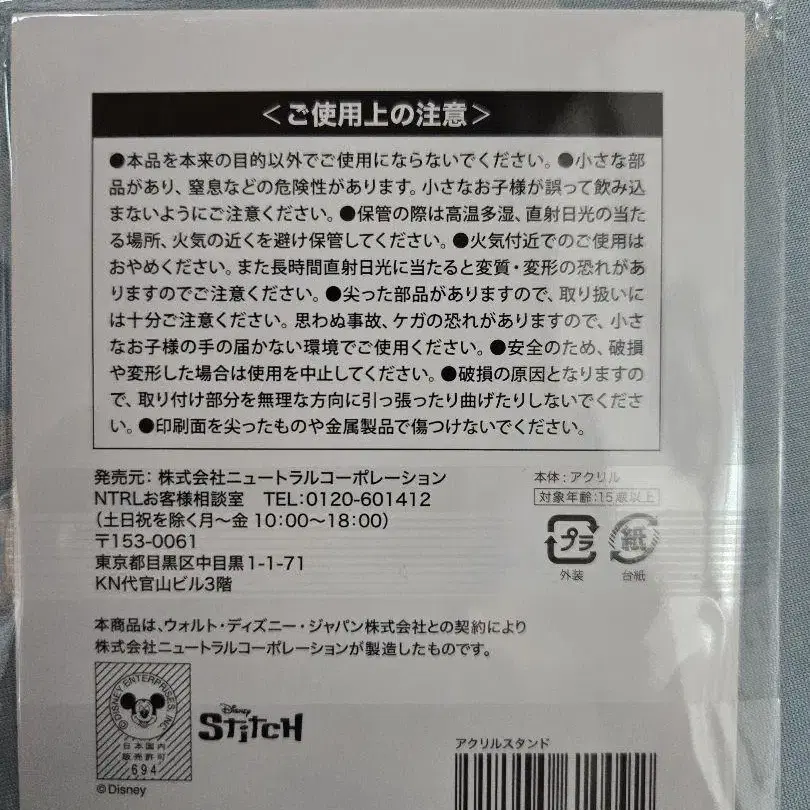 ＜ご使用上の注意＞
●本品を本来の目的以外でご使用にならないでください。●小さな部
品があり、窒息などの危険性があります。小さなお子様が誤って飲み込
まないようにご注意ください。●保管の際は高温多湿、直射日光の当た
る場所、火気の近くを避け保管してください。●火気付近でのご使用は
おやめください。また長時間直射日光に当たると変質・変形の恐れがあ
りますのでご注意ください。●尖った部品がありますので、取り扱いに
は十分ご注意ください。思わぬ事故、ケガの恐れがありますので、小さ
なお子様の手の届かない環境でご使用ください。●安全のため、破損
や変形した場合は使用を中止してください。●破損の原因となりますの
で、取り付け部分を無理な方向に引っ張ったり曲げたりしないでくださ
い。●印刷面を尖ったものや金属製品で傷つけないでください。
発売元：株式会社ニュートラルコーポレーション
NTRLお客様相談室　TEL：0120-601412
（土日祝を除く月～金 10:00～18:00）
〒153-0061
東京都目黒区中目黒1-1-71
KN代官山ビル3階
本体：アクリル
対象年齢：15歳以上
プラ
外装
紙
台紙
本商品は、ウォルト・ディズニー・ジャパン株式会社との契約により
株式会社ニュートラルコーポレーションが製造したものです。
©DISNEY ENTERPRISES, INC.
日本国内
販売許可
694
©Disney
Disney
STITCH
アクリルスタンド